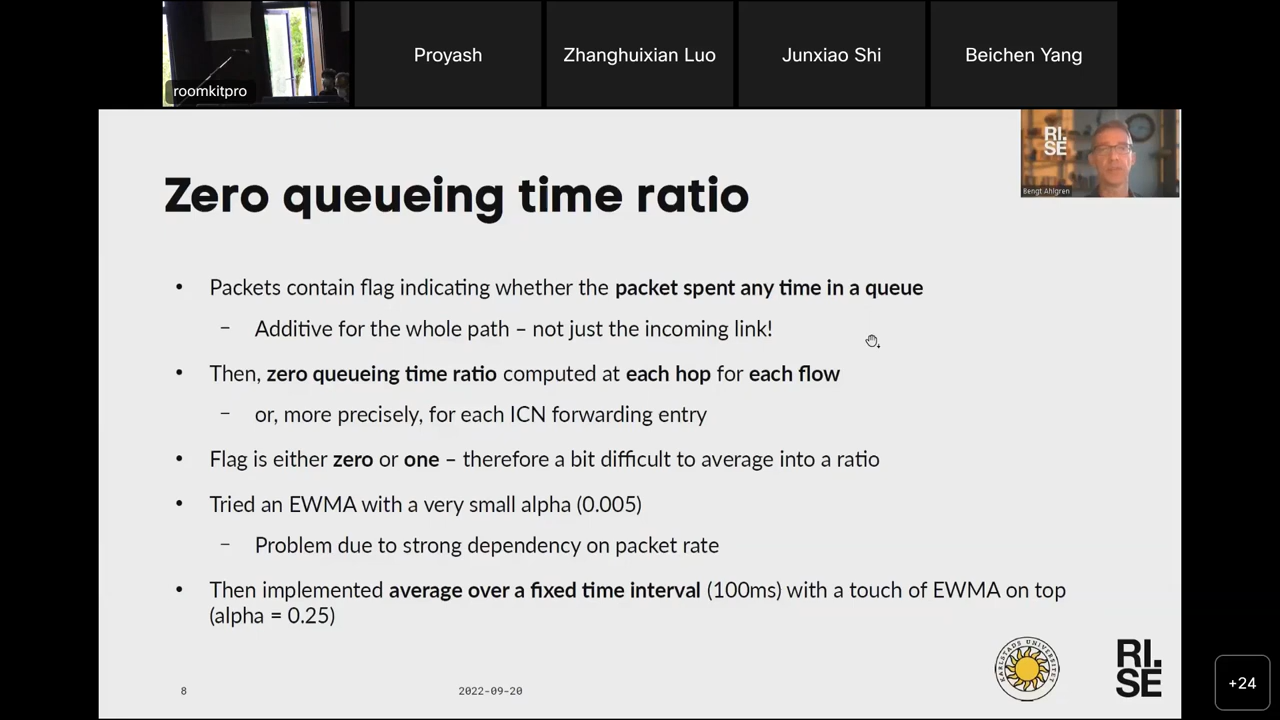 roomkitpro
Proyash
Zhanghuixian Luo
Junxiao Shi
Beichen Yang
RI.
SE
Bengt Ahlgren
Zero queueing time ratio
• Packets contain flag indicating whether the packet spent any time in a queue
– Additive for the whole path – not just the incoming link!
• Then, zero queueing time ratio computed at each hop for each flow
– or, more precisely, for each ICN forwarding entry
• Flag is either zero or one – therefore a bit difficult to average into a ratio
• Tried an EWMA with a very small alpha (0.005)
– Problem due to strong dependency on packet rate
• Then implemented average over a fixed time interval (100ms) with a touch of EWMA on top
(alpha = 0.25)
KARLSTADS UNIVERSITET
RI.
SE
8
2022-09-20
+24